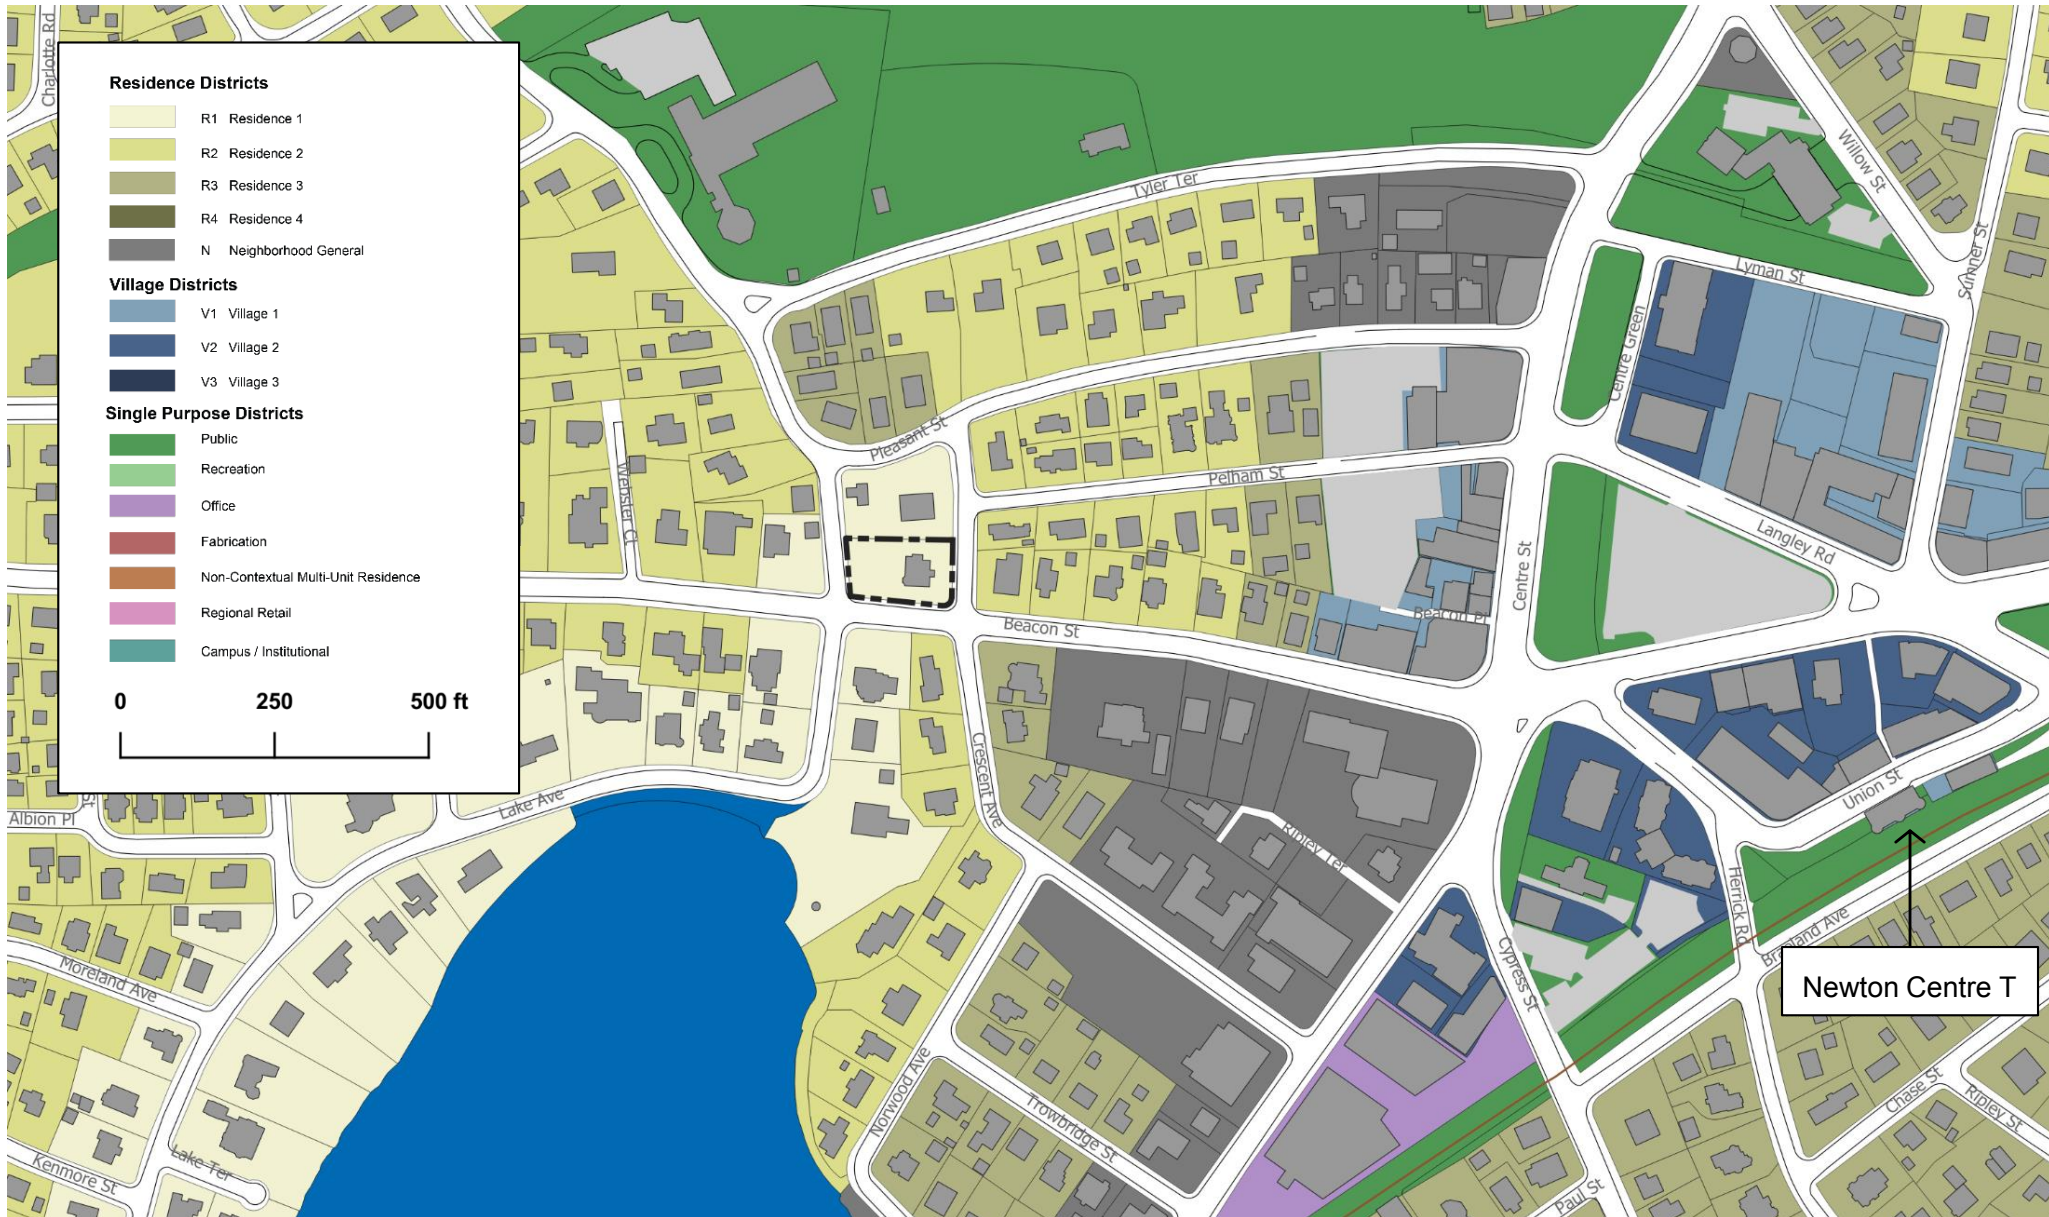 Charlotte Rd
Residence Districts
R1 Residence 1
R2 Residence 2
R3 Residence 3
R4 Residence 4
N Neighborhood General
Village Districts
V1 Village 1
V2 Village 2
V3 Village 3
Single Purpose Districts
Public
Recreation
Office
Fabrication
Non-Contextual Multi-Unit Residence
Regional Retail
Campus / Institutional
0 250 500 ft
Tyler Ter
Willow St
Sumner St
Lyman St
Centre Green
Pleasant St
Pelham St
Webster Ct
Langley Rd
Centre St
Beacon Pl
Beacon St
Crescent Ave
Union St
Lake Ave
St
Albion Pl
Ripley Ter
Herrick Rd
Braeland Ave
Cypress St
Newton Centre T
Moreland Ave
Norwood Ave
Trowbridge St
Chase St
Ripley St
Lake Ter
Kenmore St
Paul St